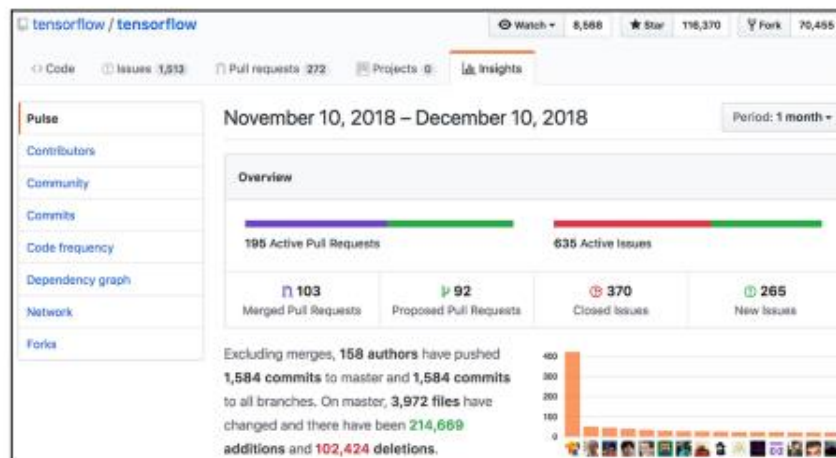 tensorflow / tensorflow
Watch 8,568 Star 116,370 Fork 70,455
Code Issues 1,513 Pull requests 272 Projects 0 Insights
Pulse
Contributors
Community
Commits
Code frequency
Dependency graph
Network
Forks
November 10, 2018 – December 10, 2018
Period: 1 month
Overview
195 Active Pull Requests
635 Active Issues
103
Merged Pull Requests
92
Proposed Pull Requests
370
Closed Issues
265
New Issues
Excluding merges, 158 authors have pushed
1,584 commits to master and 1,584 commits
to all branches. On master, 3,972 files have
changed and there have been 214,669
additions and 102,424 deletions.
400
300
200
100
0